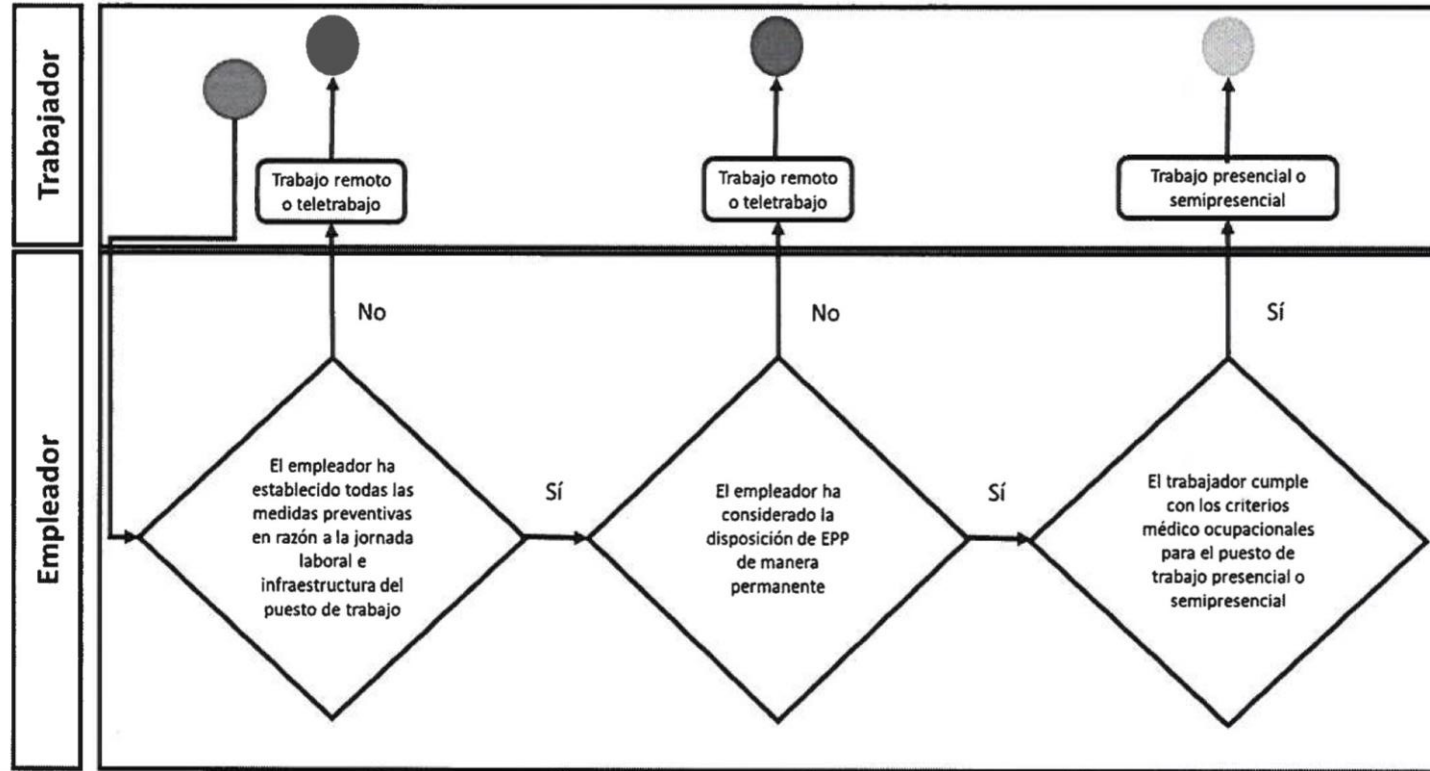 Trabajador
Trabajo remoto
o teletrabajo
Trabajo remoto
o teletrabajo
Trabajo presencial o
semipresencial
No
No
Sí
Empleador
El empleador ha
establecido todas las
medidas preventivas
en razón a la jornada
laboral e
infraestructura del
puesto de trabajo
Sí
El empleador ha
considerado la
disposición de EPP
de manera
permanente
Sí
El trabajador cumple
con los criterios
médico ocupacionales
para el puesto de
trabajo presencial o
semipresencial